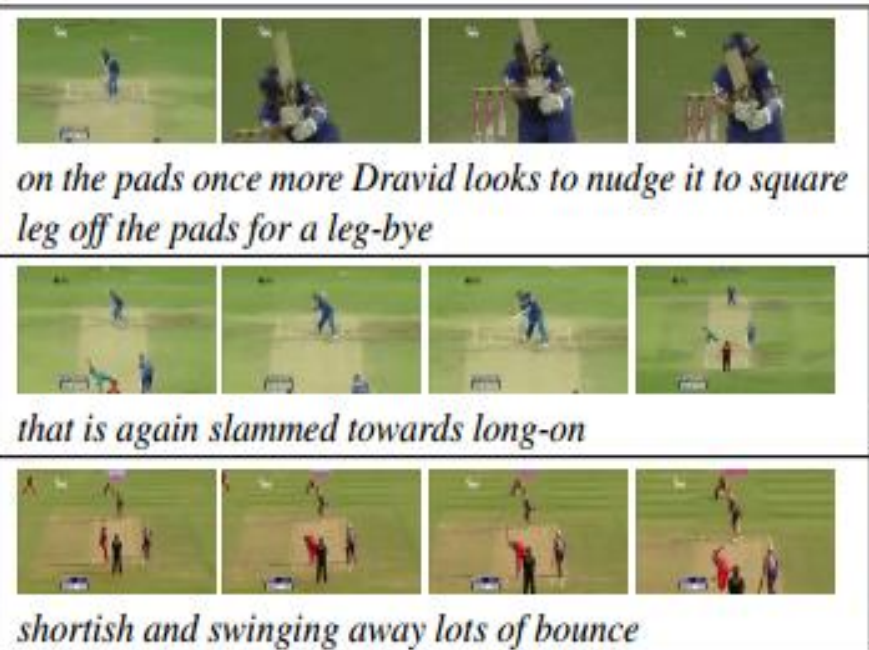 on the pads once more Dravid looks to nudge it to square
leg off the pads for a leg-bye
that is again slammed towards long-on
shortish and swinging away lots of bounce